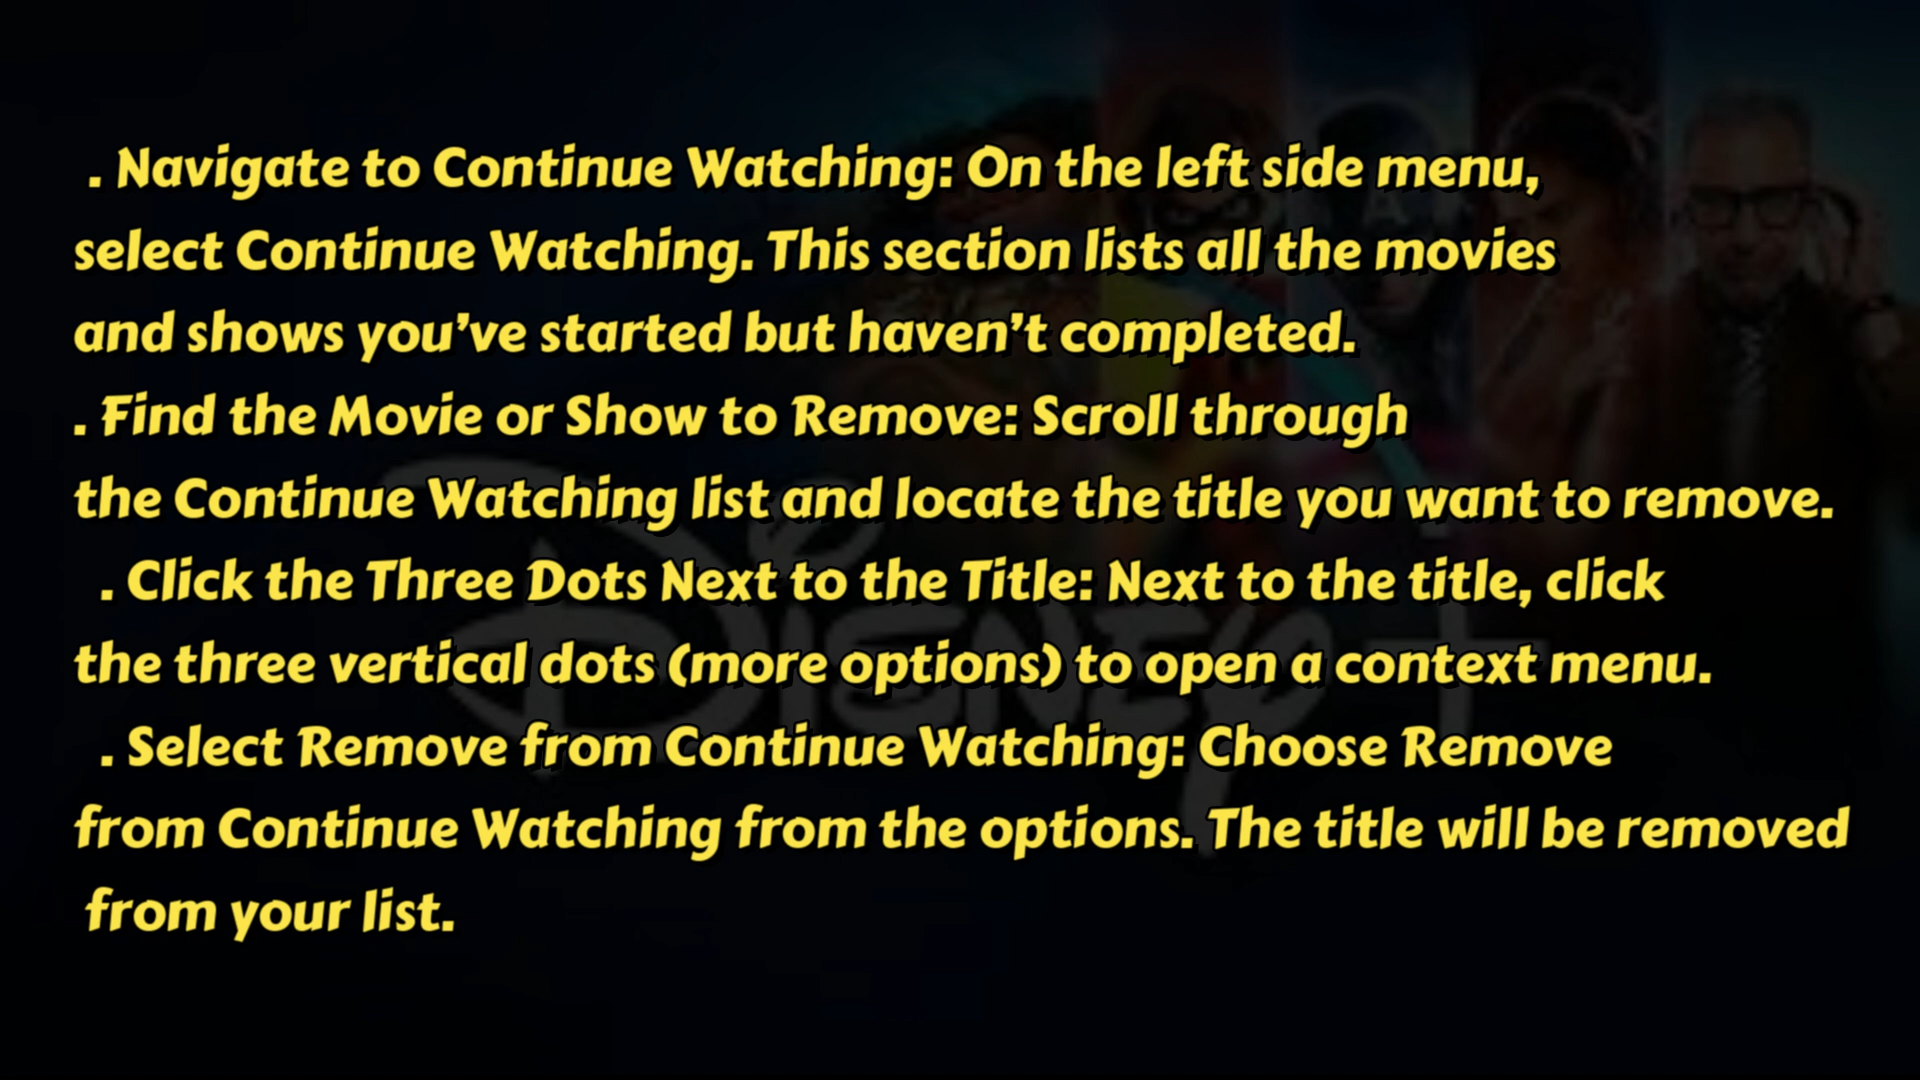 . Navigate to Continue Watching: On the left side menu,
select Continue Watching. This section lists all the movies
and shows you’ve started but haven’t completed.
. Find the Movie or Show to Remove: Scroll through
the Continue Watching list and locate the title you want to remove.
. Click the Three Dots Next to the Title: Next to the title, click
the three vertical dots (more options) to open a context menu.
. Select Remove from Continue Watching: Choose Remove
from Continue Watching from the options. The title will be removed
from your list.
Disney+